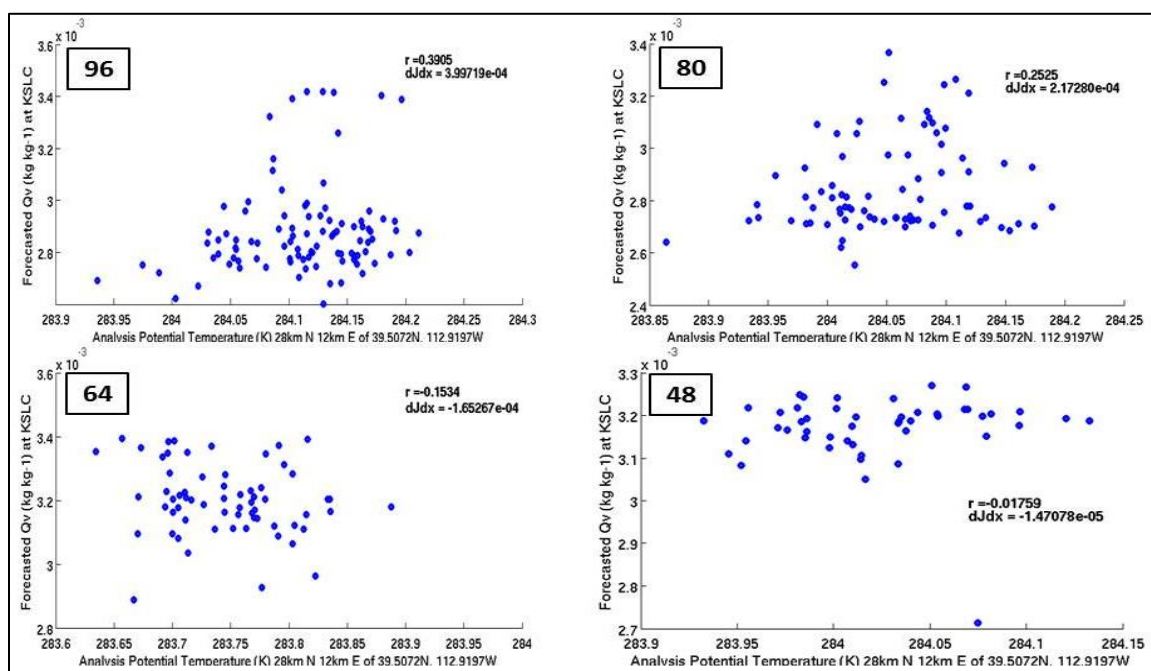 x 10
-3
3.6
3.4
3.2
3
2.8
Forecasted Qv (kg kg-1) at KSLC
96
r =0.3905
dJdx = 3.99719e-04
283.9 283.95 284 284.05 284.1 284.15 284.2 284.25 284.3
Analysis Potential Temperature (K) 28km N 12km E of 39.5072N, 112.9197W
x 10
-3
3.4
3.2
3
2.8
2.6
2.4
Forecasted Qv (kg kg-1) at KSLC
80
r =0.2525
dJdx = 2.17280e-04
283.85 283.9 283.95 284 284.05 284.1 284.15 284.2 284.25
Analysis Potential Temperature (K) 28km N 12km E of 39.5072N, 112.9197W
x 10
-3
3.6
3.4
3.2
3
2.8
Forecasted Qv (kg kg-1) at KSLC
64
r =-0.1534
dJdx = -1.65267e-04
283.6 283.65 283.7 283.75 283.8 283.85 283.9 283.95 284
Analysis Potential Temperature (K) 28km N 12km E of 39.5072N, 112.9197W
x 10
-3
3.3
3.2
3.1
3
2.9
2.8
2.7
Forecasted Qv (kg kg-1) at KSLC
48
r =-0.01759
dJdx = -1.47078e-05
283.9 283.95 284 284.05 284.1 284.15
Analysis Potential Temperature (K) 28km N 12km E of 39.5072N, 112.9197W